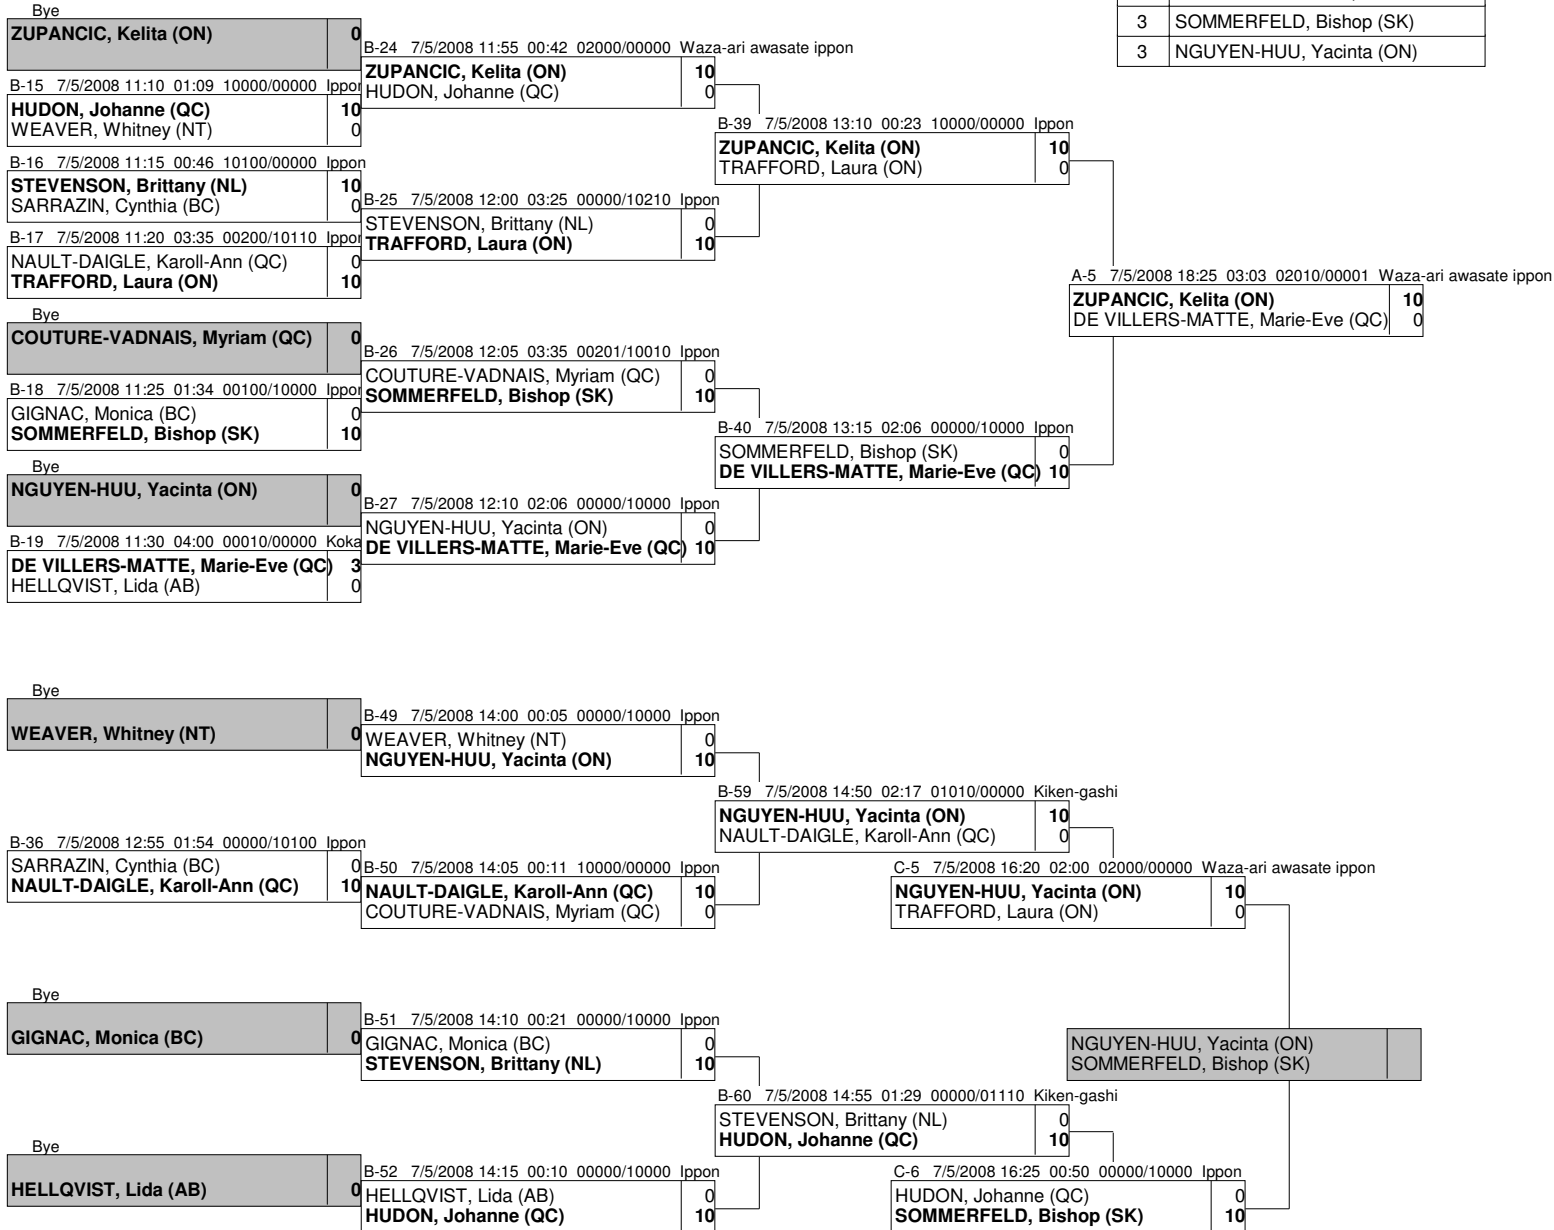 3 SOMMERFELD, Bishop (SK)
3 NGUYEN-HUU, Yacinta (ON)
Bye
ZUPANCIC, Kelita (ON) 0
B-15 7/5/2008 11:10 01:09 10000/00000 Ippon
HUDON, Johanne (QC) 10
WEAVER, Whitney (NT) 0
B-16 7/5/2008 11:15 00:46 10100/00000 Ippon
STEVENSON, Brittany (NL) 10
SARRAZIN, Cynthia (BC) 0
B-17 7/5/2008 11:20 03:35 00200/10110 Ippon
NAULT-DAIGLE, Karoll-Ann (QC) 0
TRAFFORD, Laura (ON) 10
Bye
COUTURE-VADNAIS, Myriam (QC) 0
B-18 7/5/2008 11:25 01:34 00100/10000 Ippon
GIGNAC, Monica (BC) 0
SOMMERFELD, Bishop (SK) 10
Bye
NGUYEN-HUU, Yacinta (ON) 0
B-19 7/5/2008 11:30 04:00 00010/00000 Koka
DE VILLERS-MATTE, Marie-Eve (QC) 3
HELLQVIST, Lida (AB) 0
B-24 7/5/2008 11:55 00:42 02000/00000 Waza-ari awasate ippon
ZUPANCIC, Kelita (ON) 10
HUDON, Johanne (QC) 0
B-25 7/5/2008 12:00 03:25 00000/10210 Ippon
STEVENSON, Brittany (NL) 0
TRAFFORD, Laura (ON) 10
B-26 7/5/2008 12:05 03:35 00201/10010 Ippon
COUTURE-VADNAIS, Myriam (QC) 0
SOMMERFELD, Bishop (SK) 10
B-27 7/5/2008 12:10 02:06 00000/10000 Ippon
NGUYEN-HUU, Yacinta (ON) 0
DE VILLERS-MATTE, Marie-Eve (QC) 10
B-39 7/5/2008 13:10 00:23 10000/00000 Ippon
ZUPANCIC, Kelita (ON) 10
TRAFFORD, Laura (ON) 0
B-40 7/5/2008 13:15 02:06 00000/10000 Ippon
SOMMERFELD, Bishop (SK) 0
DE VILLERS-MATTE, Marie-Eve (QC) 10
A-5 7/5/2008 18:25 03:03 02010/00001 Waza-ari awasate ippon
ZUPANCIC, Kelita (ON) 10
DE VILLERS-MATTE, Marie-Eve (QC) 0
Bye
WEAVER, Whitney (NT) 0
B-36 7/5/2008 12:55 01:54 00000/10100 Ippon
SARRAZIN, Cynthia (BC) 0
NAULT-DAIGLE, Karoll-Ann (QC) 10
Bye
GIGNAC, Monica (BC) 0
Bye
HELLQVIST, Lida (AB) 0
B-49 7/5/2008 14:00 00:05 00000/10000 Ippon
WEAVER, Whitney (NT) 0
NGUYEN-HUU, Yacinta (ON) 10
B-50 7/5/2008 14:05 00:11 10000/00000 Ippon
NAULT-DAIGLE, Karoll-Ann (QC) 10
COUTURE-VADNAIS, Myriam (QC) 0
B-51 7/5/2008 14:10 00:21 00000/10000 Ippon
GIGNAC, Monica (BC) 0
STEVENSON, Brittany (NL) 10
B-52 7/5/2008 14:15 00:10 00000/10000 Ippon
HELLQVIST, Lida (AB) 0
HUDON, Johanne (QC) 10
B-59 7/5/2008 14:50 02:17 01010/00000 Kiken-gashi
NGUYEN-HUU, Yacinta (ON) 10
NAULT-DAIGLE, Karoll-Ann (QC) 0
B-60 7/5/2008 14:55 01:29 00000/01110 Kiken-gashi
STEVENSON, Brittany (NL) 0
HUDON, Johanne (QC) 10
C-5 7/5/2008 16:20 02:00 02000/00000 Waza-ari awasate ippon
NGUYEN-HUU, Yacinta (ON) 10
TRAFFORD, Laura (ON) 0
C-6 7/5/2008 16:25 00:50 00000/10000 Ippon
HUDON, Johanne (QC) 0
SOMMERFELD, Bishop (SK) 10
NGUYEN-HUU, Yacinta (ON)
SOMMERFELD, Bishop (SK)